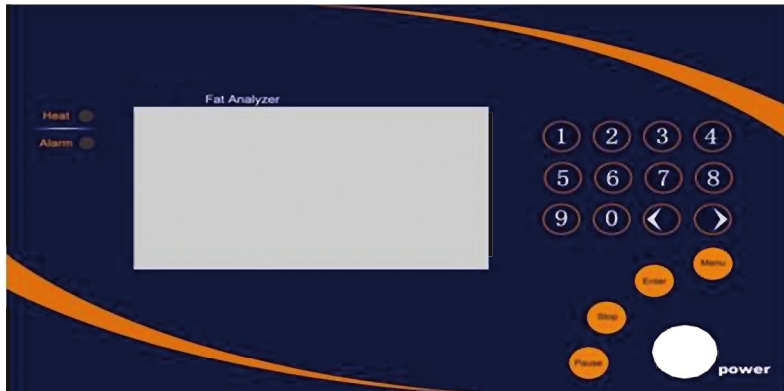 Fat Analyzer
Heat
Alarm
1 2 3 4
5 6 7 8
9 0
Menu
Enter
Stop
Pause
power